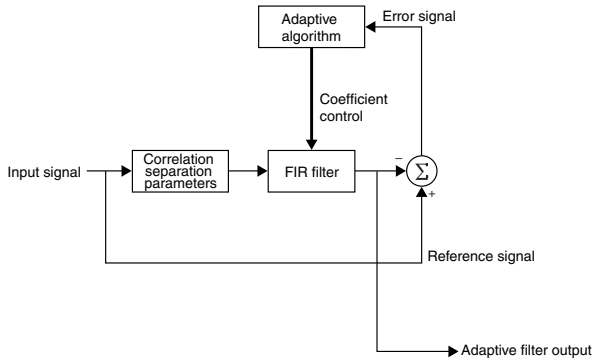 Adaptive
algorithm
Error signal
Coefficient
control
Input signal
Correlation
separation
parameters
FIR filter
−
Σ
+
Reference signal
Adaptive filter output